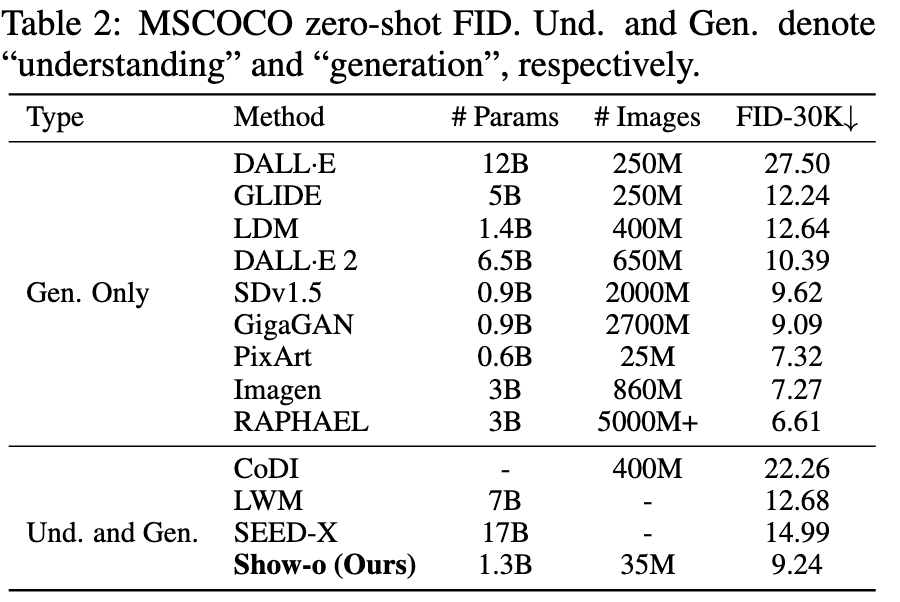 Table 2: MSCOCO zero-shot FID. Und. and Gen. denote
“understanding” and “generation”, respectively.
Type Method # Params # Images FID-30K↓
DALL·E 12B 250M 27.50
GLIDE 5B 250M 12.24
LDM 1.4B 400M 12.64
DALL·E 2 6.5B 650M 10.39
Gen. Only SDv1.5 0.9B 2000M 9.62
GigaGAN 0.9B 2700M 9.09
PixArt 0.6B 25M 7.32
Imagen 3B 860M 7.27
RAPHAEL 3B 5000M+ 6.61
CoDI - 400M 22.26
LWM 7B - 12.68
Und. and Gen. SEED-X 17B - 14.99
Show-o (Ours) 1.3B 35M 9.24